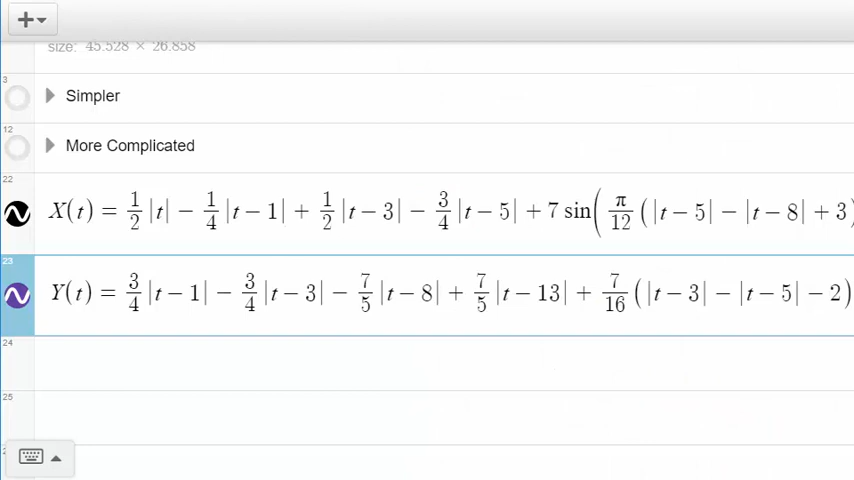 size: 45.528 × 26.858
3
Simpler
12
More Complicated
22
X(t) = 1/2 |t| − 1/4 |t − 1| + 1/2 |t − 3| − 3/4 |t − 5| + 7 sin( π/12 ( |t − 5| − |t − 8| + 3 )
23
Y(t) = 3/4 |t − 1| − 3/4 |t − 3| − 7/5 |t − 8| + 7/5 |t − 13| + 7/16 ( |t − 3| − |t − 5| − 2 )
24
25